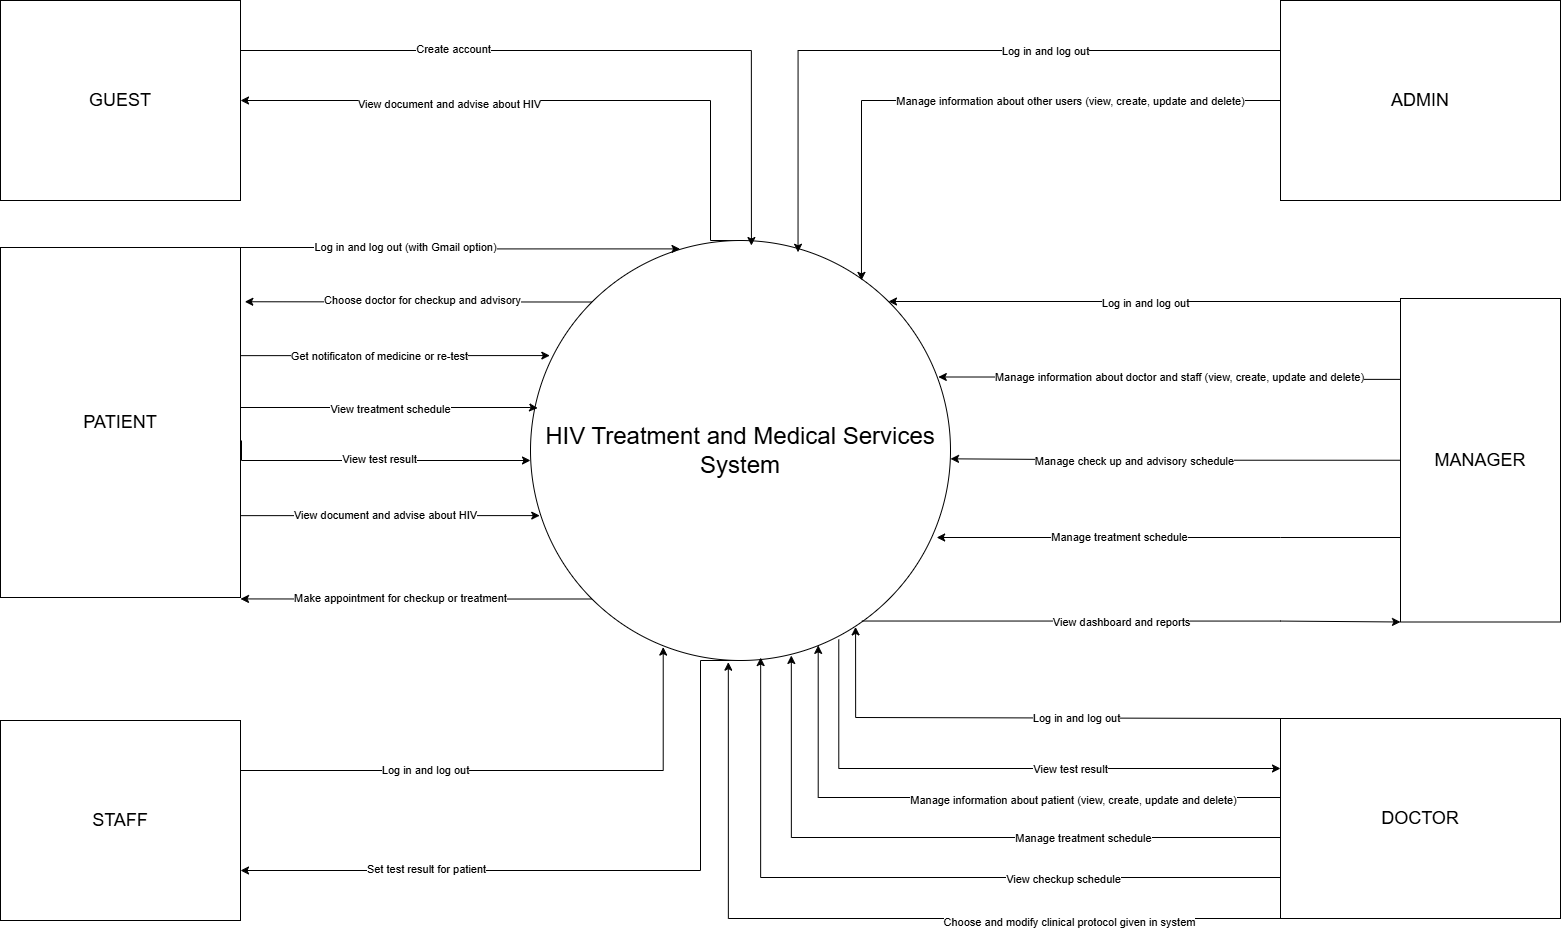 GUEST
Create account
View document and advise about HIV
Log in and log out
Manage information about other users (view, create, update and delete)
ADMIN
PATIENT
Log in and log out (with Gmail option)
Choose doctor for checkup and advisory
Get notificaton of medicine or re-test
View treatment schedule
View test result
View document and advise about HIV
Make appointment for checkup or treatment
HIV Treatment and Medical Services
System
Log in and log out
Manage information about doctor and staff (view, create, update and delete)
Manage check up and advisory schedule
Manage treatment schedule
View dashboard and reports
MANAGER
STAFF
Log in and log out
Set test result for patient
Log in and log out
View test result
Manage information about patient (view, create, update and delete)
Manage treatment schedule
View checkup schedule
Choose and modify clinical protocol given in system
DOCTOR